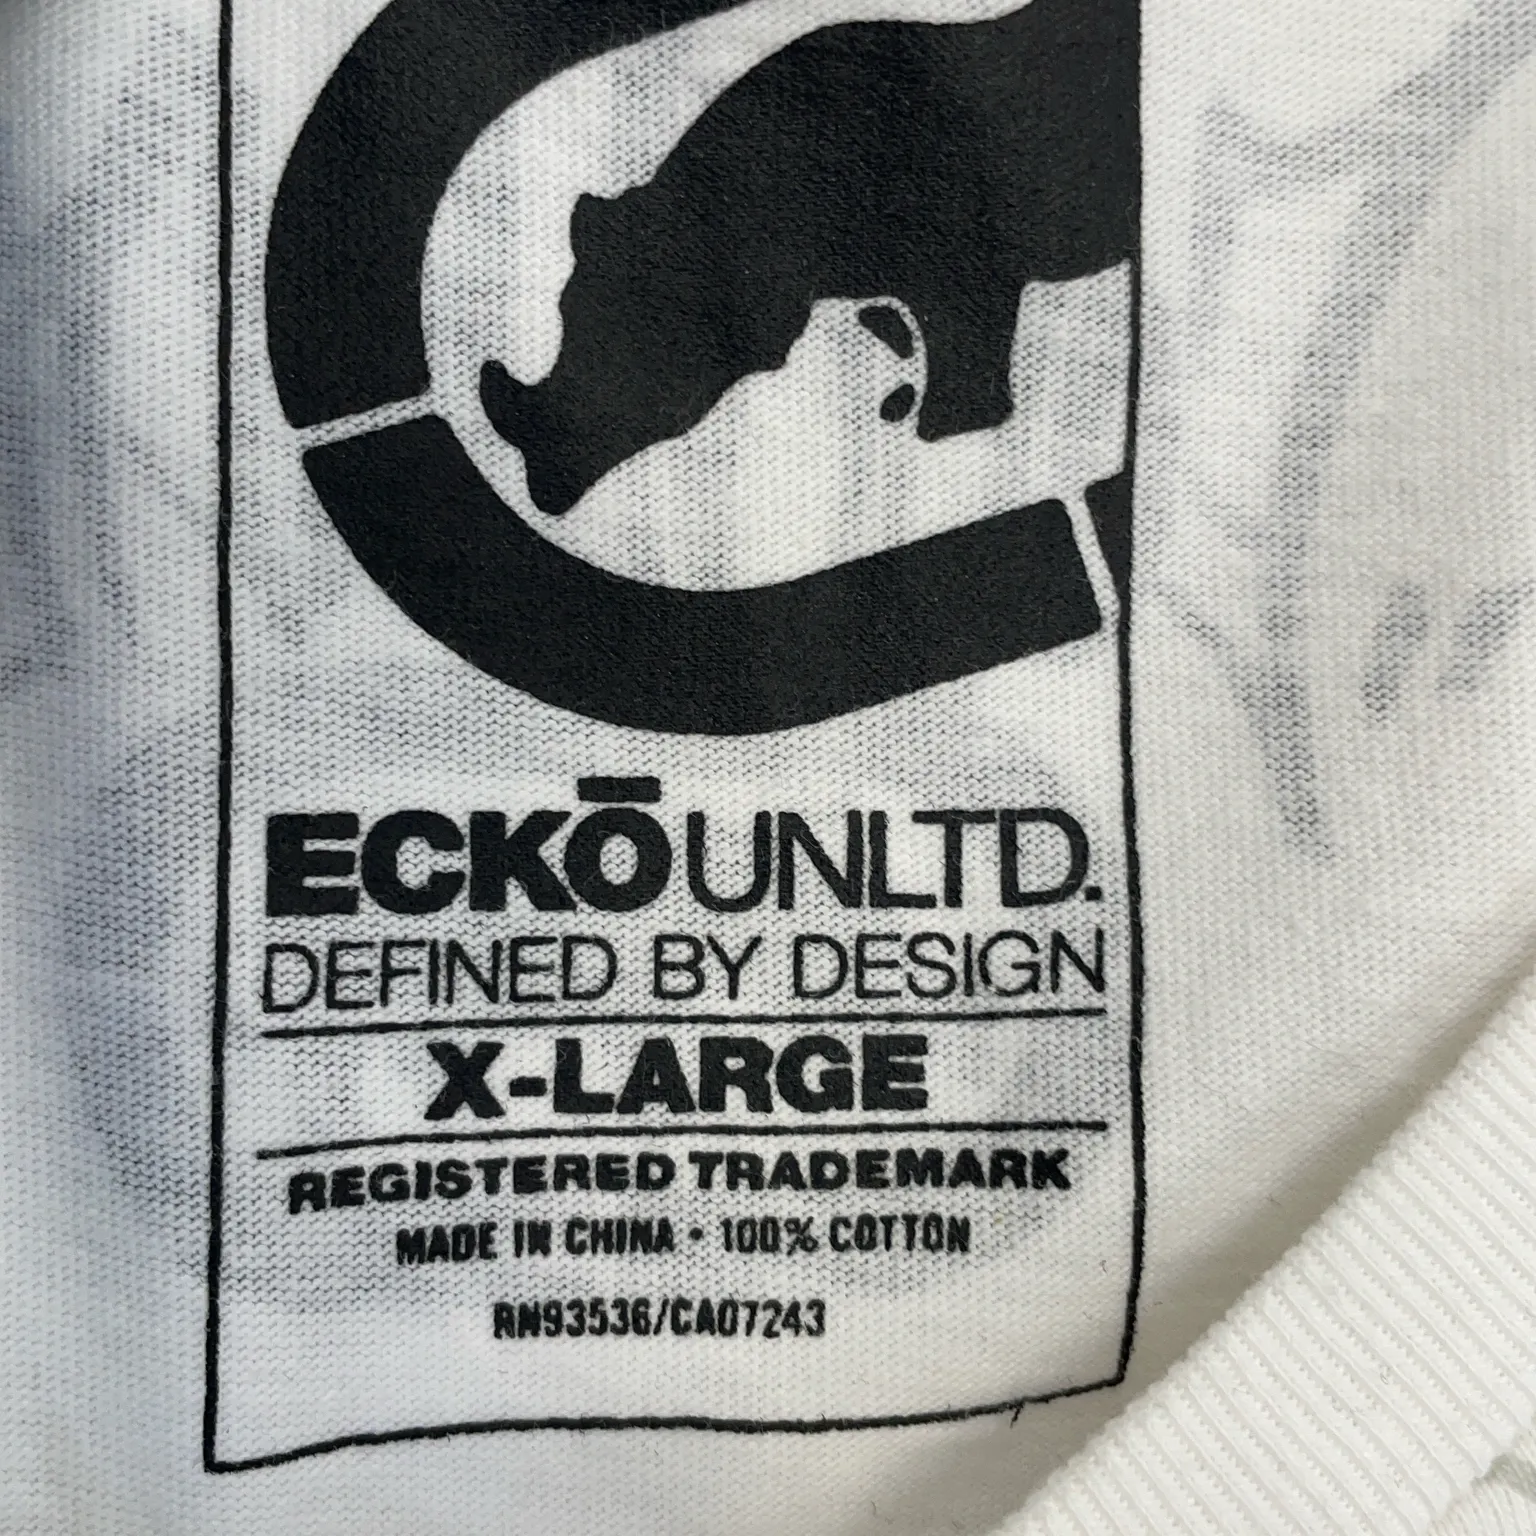 ECKŌ UNLTD.
DEFINED BY DESIGN
X-LARGE
REGISTERED TRADEMARK
MADE IN CHINA • 100% COTTON
RN93536/CA07243